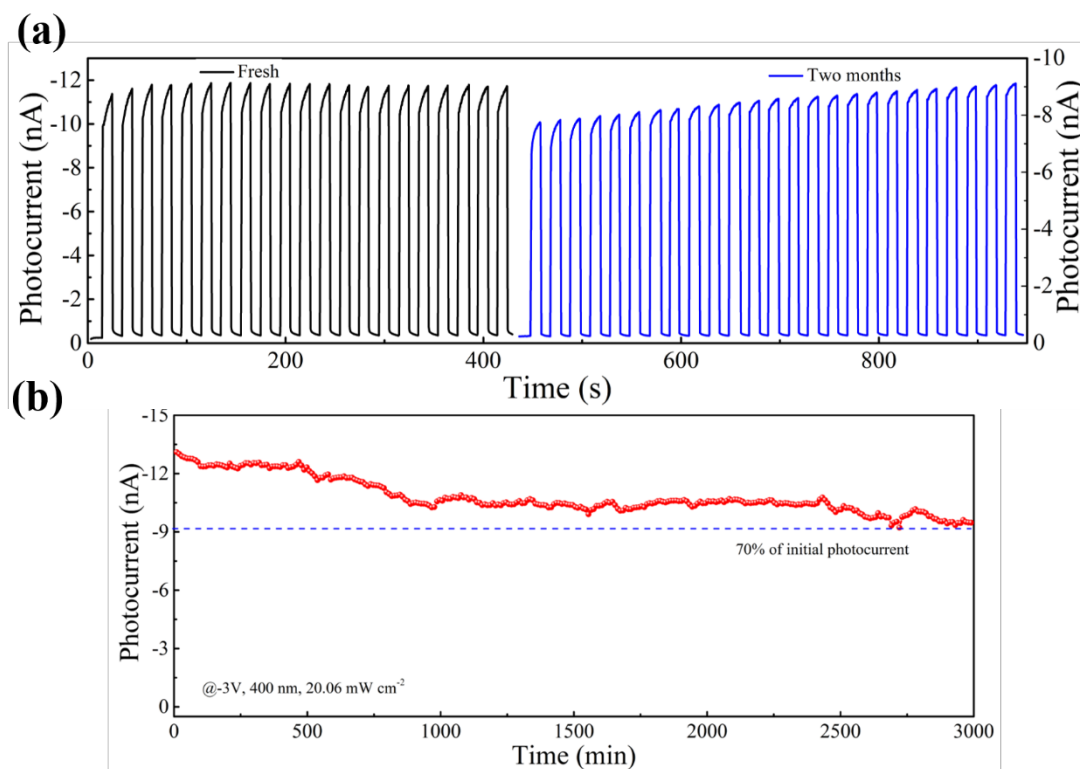 (a)
Fresh
Two months
Photocurrent (nA)
-12
-10
-8
-6
-4
-2
0
-10
-8
-6
-4
-2
0
Photocurrent (nA)
0
200
400
600
800
Time (s)
(b)
Photocurrent (nA)
-15
-12
-9
-6
-3
0
70% of initial photocurrent
@-3V, 400 nm, 20.06 mW cm⁻²
0
500
1000
1500
2000
2500
3000
Time (min)